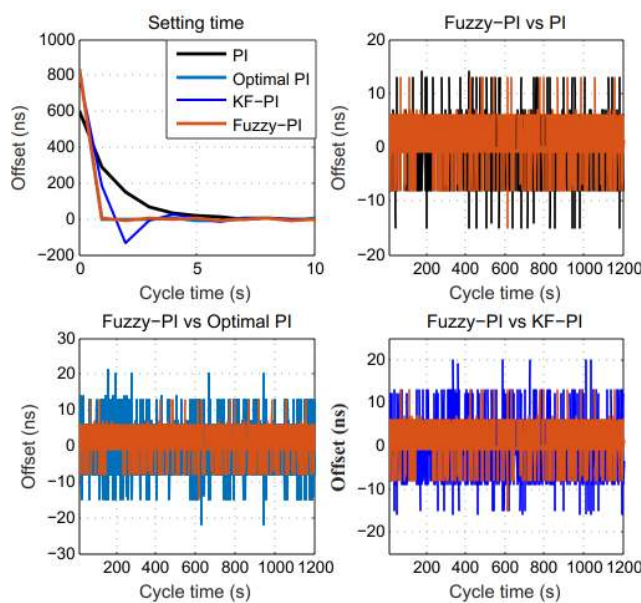 Setting time
1000
800
600
400
200
0
−200
Offset (ns)
PI
Optimal PI
KF−PI
Fuzzy−PI
0 5 10
Cycle time (s)
Fuzzy−PI vs PI
20
10
0
−10
−20
Offset (ns)
200 400 600 800 1000 1200
Cycle time (s)
Fuzzy−PI vs Optimal PI
30
20
10
0
−10
−20
−30
Offset (ns)
200 400 600 800 1000 1200
Cycle time (s)
Fuzzy−PI vs KF−PI
20
10
0
−10
−20
Offset (ns)
200 400 600 800 1000 1200
Cycle time (s)